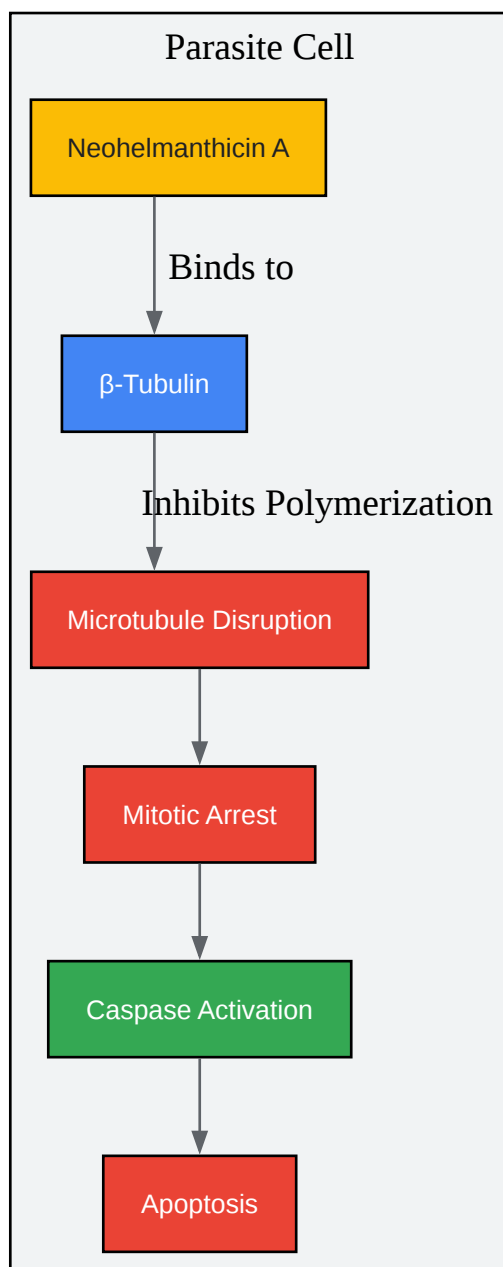 Parasite Cell
Neohelmanthicin A
Binds to
β-Tubulin
Inhibits Polymerization
Microtubule Disruption
Mitotic Arrest
Caspase Activation
Apoptosis